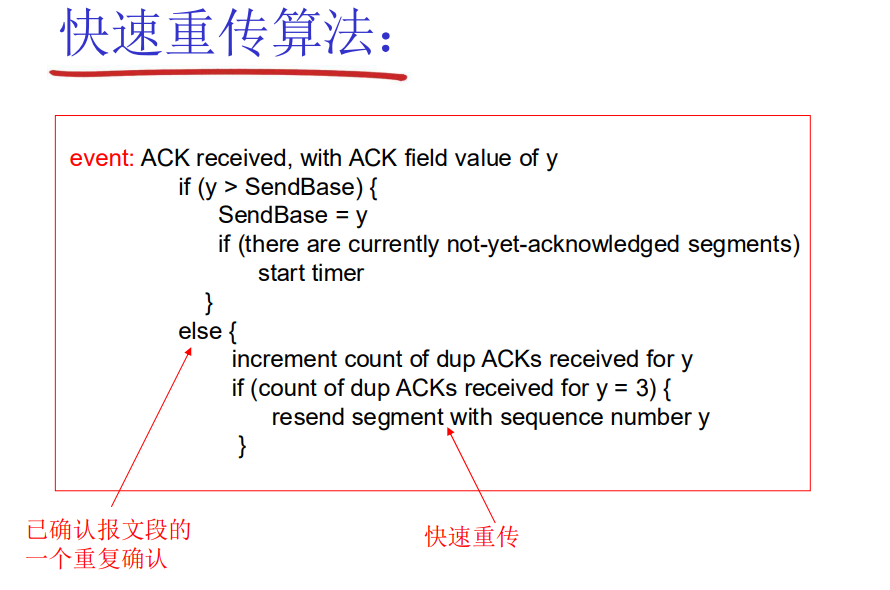 快速重传算法：
event: ACK received, with ACK field value of y
if (y > SendBase) {
SendBase = y
if (there are currently not-yet-acknowledged segments)
start timer
}
else {
increment count of dup ACKs received for y
if (count of dup ACKs received for y = 3) {
resend segment with sequence number y
}
已确认报文段的
一个重复确认
快速重传